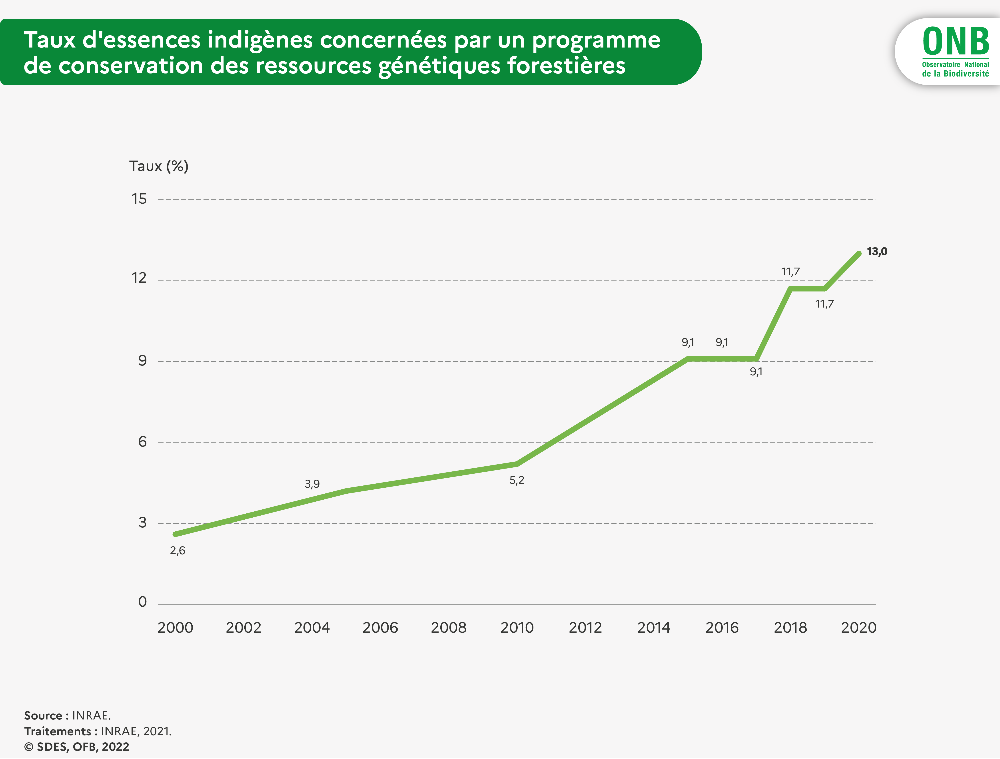 Taux d'essences indigènes concernées par un programme
de conservation des ressources génétiques forestières
ONB
Observatoire National
de la Biodiversité
Taux (%)
15
12
9
6
3
0
2,6
3,9
5,2
9,1
9,1
9,1
11,7
11,7
13,0
2000 2002 2004 2006 2008 2010 2012 2014 2016 2018 2020
Source : INRAE.
Traitements : INRAE, 2021.
© SDES, OFB, 2022